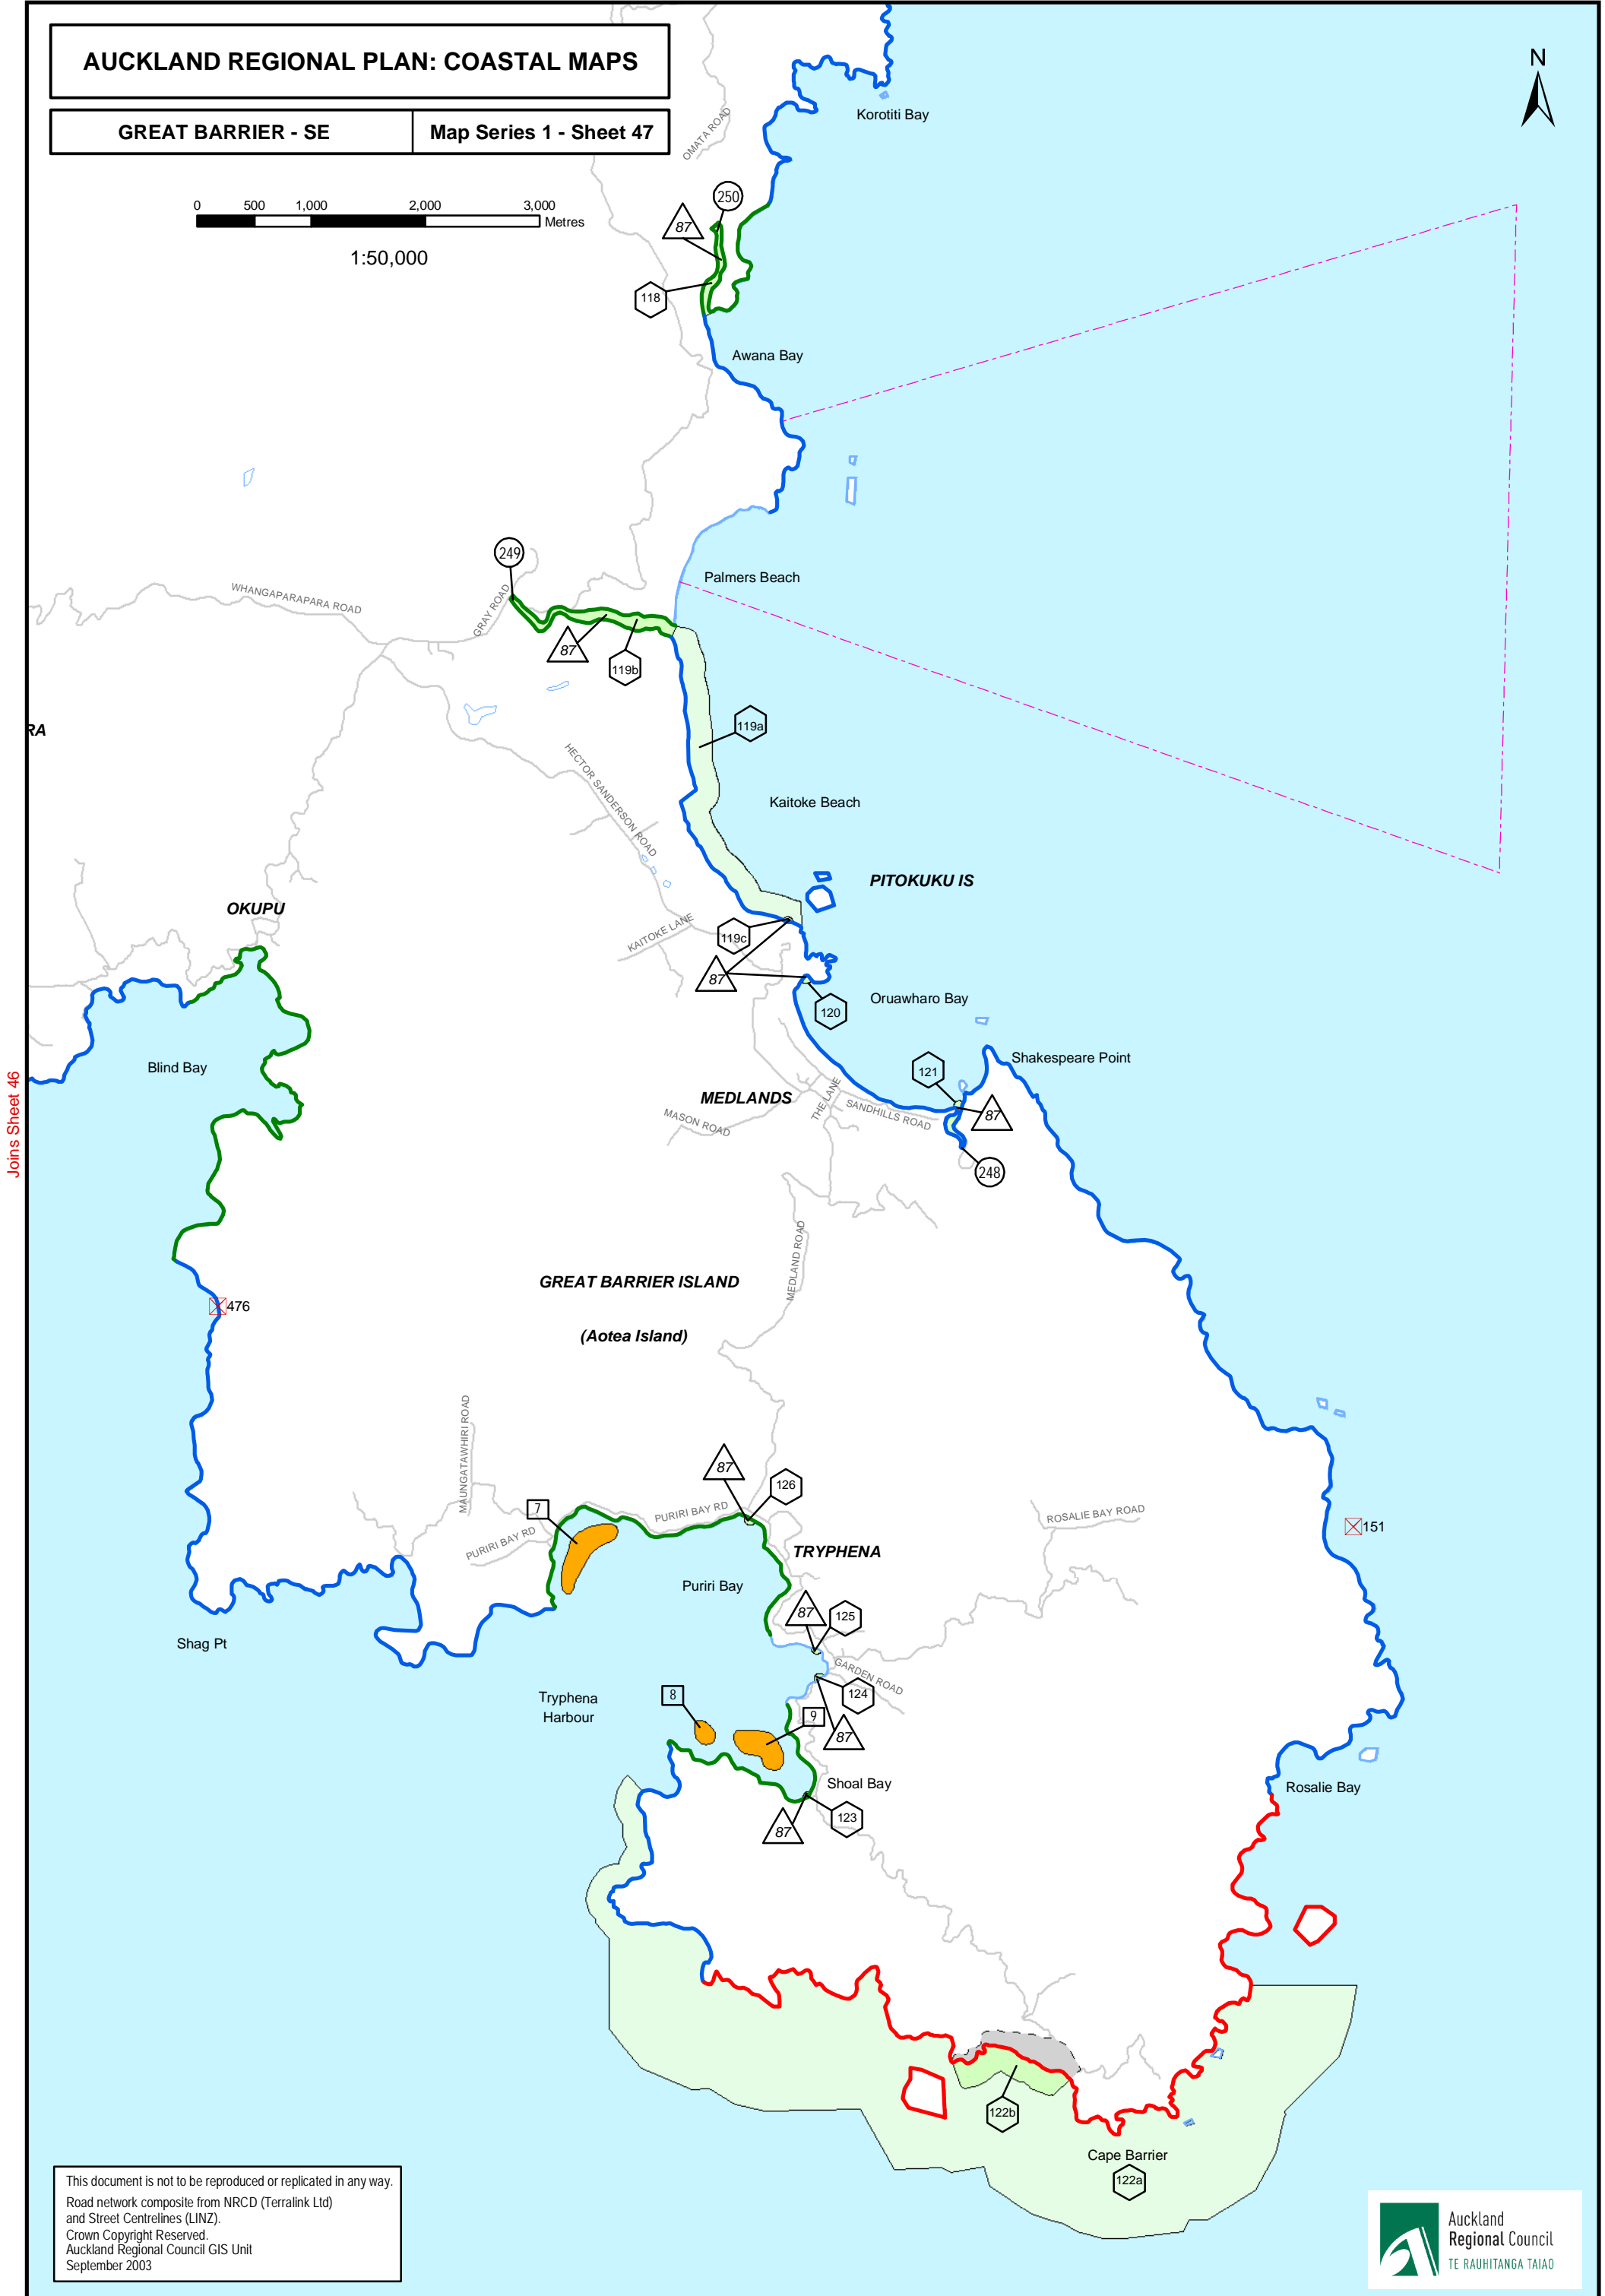 AUCKLAND REGIONAL PLAN: COASTAL MAPS
GREAT BARRIER - SE
Map Series 1 - Sheet 47
N
0 500 1,000 2,000 3,000
Metres
1:50,000
Korotiti Bay
OMATA ROAD
250
87
118
Awana Bay
249
Palmers Beach
WHANGAPARAPARA ROAD
GRAY ROAD
87
119b
RA
119a
HECTOR SANDERSON ROAD
Kaitoke Beach
PITOKUKU IS
OKUPU
KAITOKE LANE
119c
87
Oruawharo Bay
120
Shakespeare Point
Blind Bay
121
Joins Sheet 46
MEDLANDS
THE LANE
SANDHILLS ROAD
87
MASON ROAD
248
MEDLAND ROAD
GREAT BARRIER ISLAND
476
(Aotea Island)
MAUNGATAWHIRI ROAD
87
126
7
PURIRI BAY RD
ROSALIE BAY ROAD
151
PURIRI BAY RD
TRYPHENA
Puriri Bay
87
125
Shag Pt
GARDEN ROAD
Tryphena
Harbour
8
124
9
87
Shoal Bay
Rosalie Bay
87
123
122b
Cape Barrier
122a
This document is not to be reproduced or replicated in any way.
Road network composite from NRCD (Terralink Ltd)
and Street Centrelines (LINZ).
Crown Copyright Reserved.
Auckland Regional Council GIS Unit
September 2003
Auckland
Regional Council
TE RAUHITANGA TAIAO